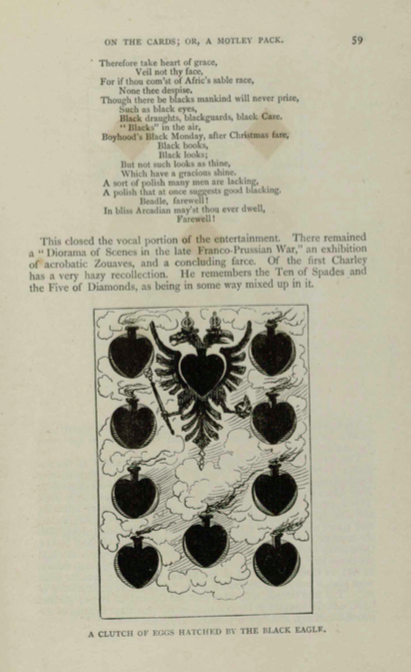 ON THE CARDS; OR, A MOTLEY PACK. 59
Therefore take heart of grace,
Veil not thy face,
For if thou com'st of Afric's sable race,
None thee despise.
Though there be blacks mankind will never prize,
Such as black eyes,
Black draughts, blackguards, black Care.
"Blacks" in the air,
Boyhood's Black Monday, after Christmas fare,
Black books,
Black looks;
But not such looks as thine,
Which have a gracious shine.
A sort of polish many men are lacking,
A polish that at once suggests good blacking.
Beadle, farewell!
In bliss Arcadian may'st thou ever dwell,
Farewell!
This closed the vocal portion of the entertainment. There remained
a "Diorama of Scenes in the late Franco-Prussian War," an exhibition
of acrobatic Zouaves, and a concluding farce. Of the first Charley
has a very hazy recollection. He remembers the Ten of Spades and
the Five of Diamonds, as being in some way mixed up in it.
A CLUTCH OF EGGS HATCHED BY THE BLACK EAGLE.